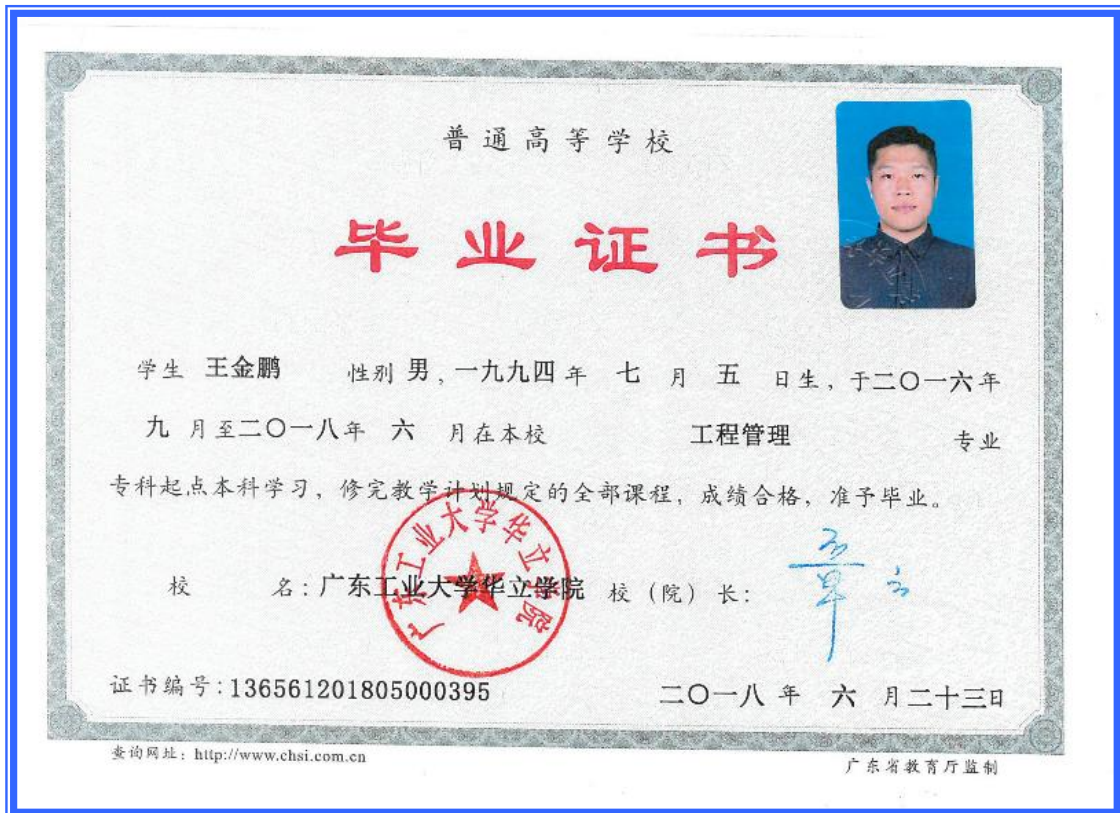 普通高等学校
毕业证书
学生 王金鹏 性别 男，一九九四 年 七 月 五 日生，于二〇一六年
九 月至二〇一八年 六 月在本校 工程管理 专业
专科起点本科学习，修完教学计划规定的全部课程，成绩合格，准予毕业。
广东工业大学华立学院
校 名：广东工业大学华立学院 校（院）长：
证书编号：136561201805000395 二〇一八 年 六 月二十三日
查询网址：http://www.chsi.com.cn 广东省教育厅监制